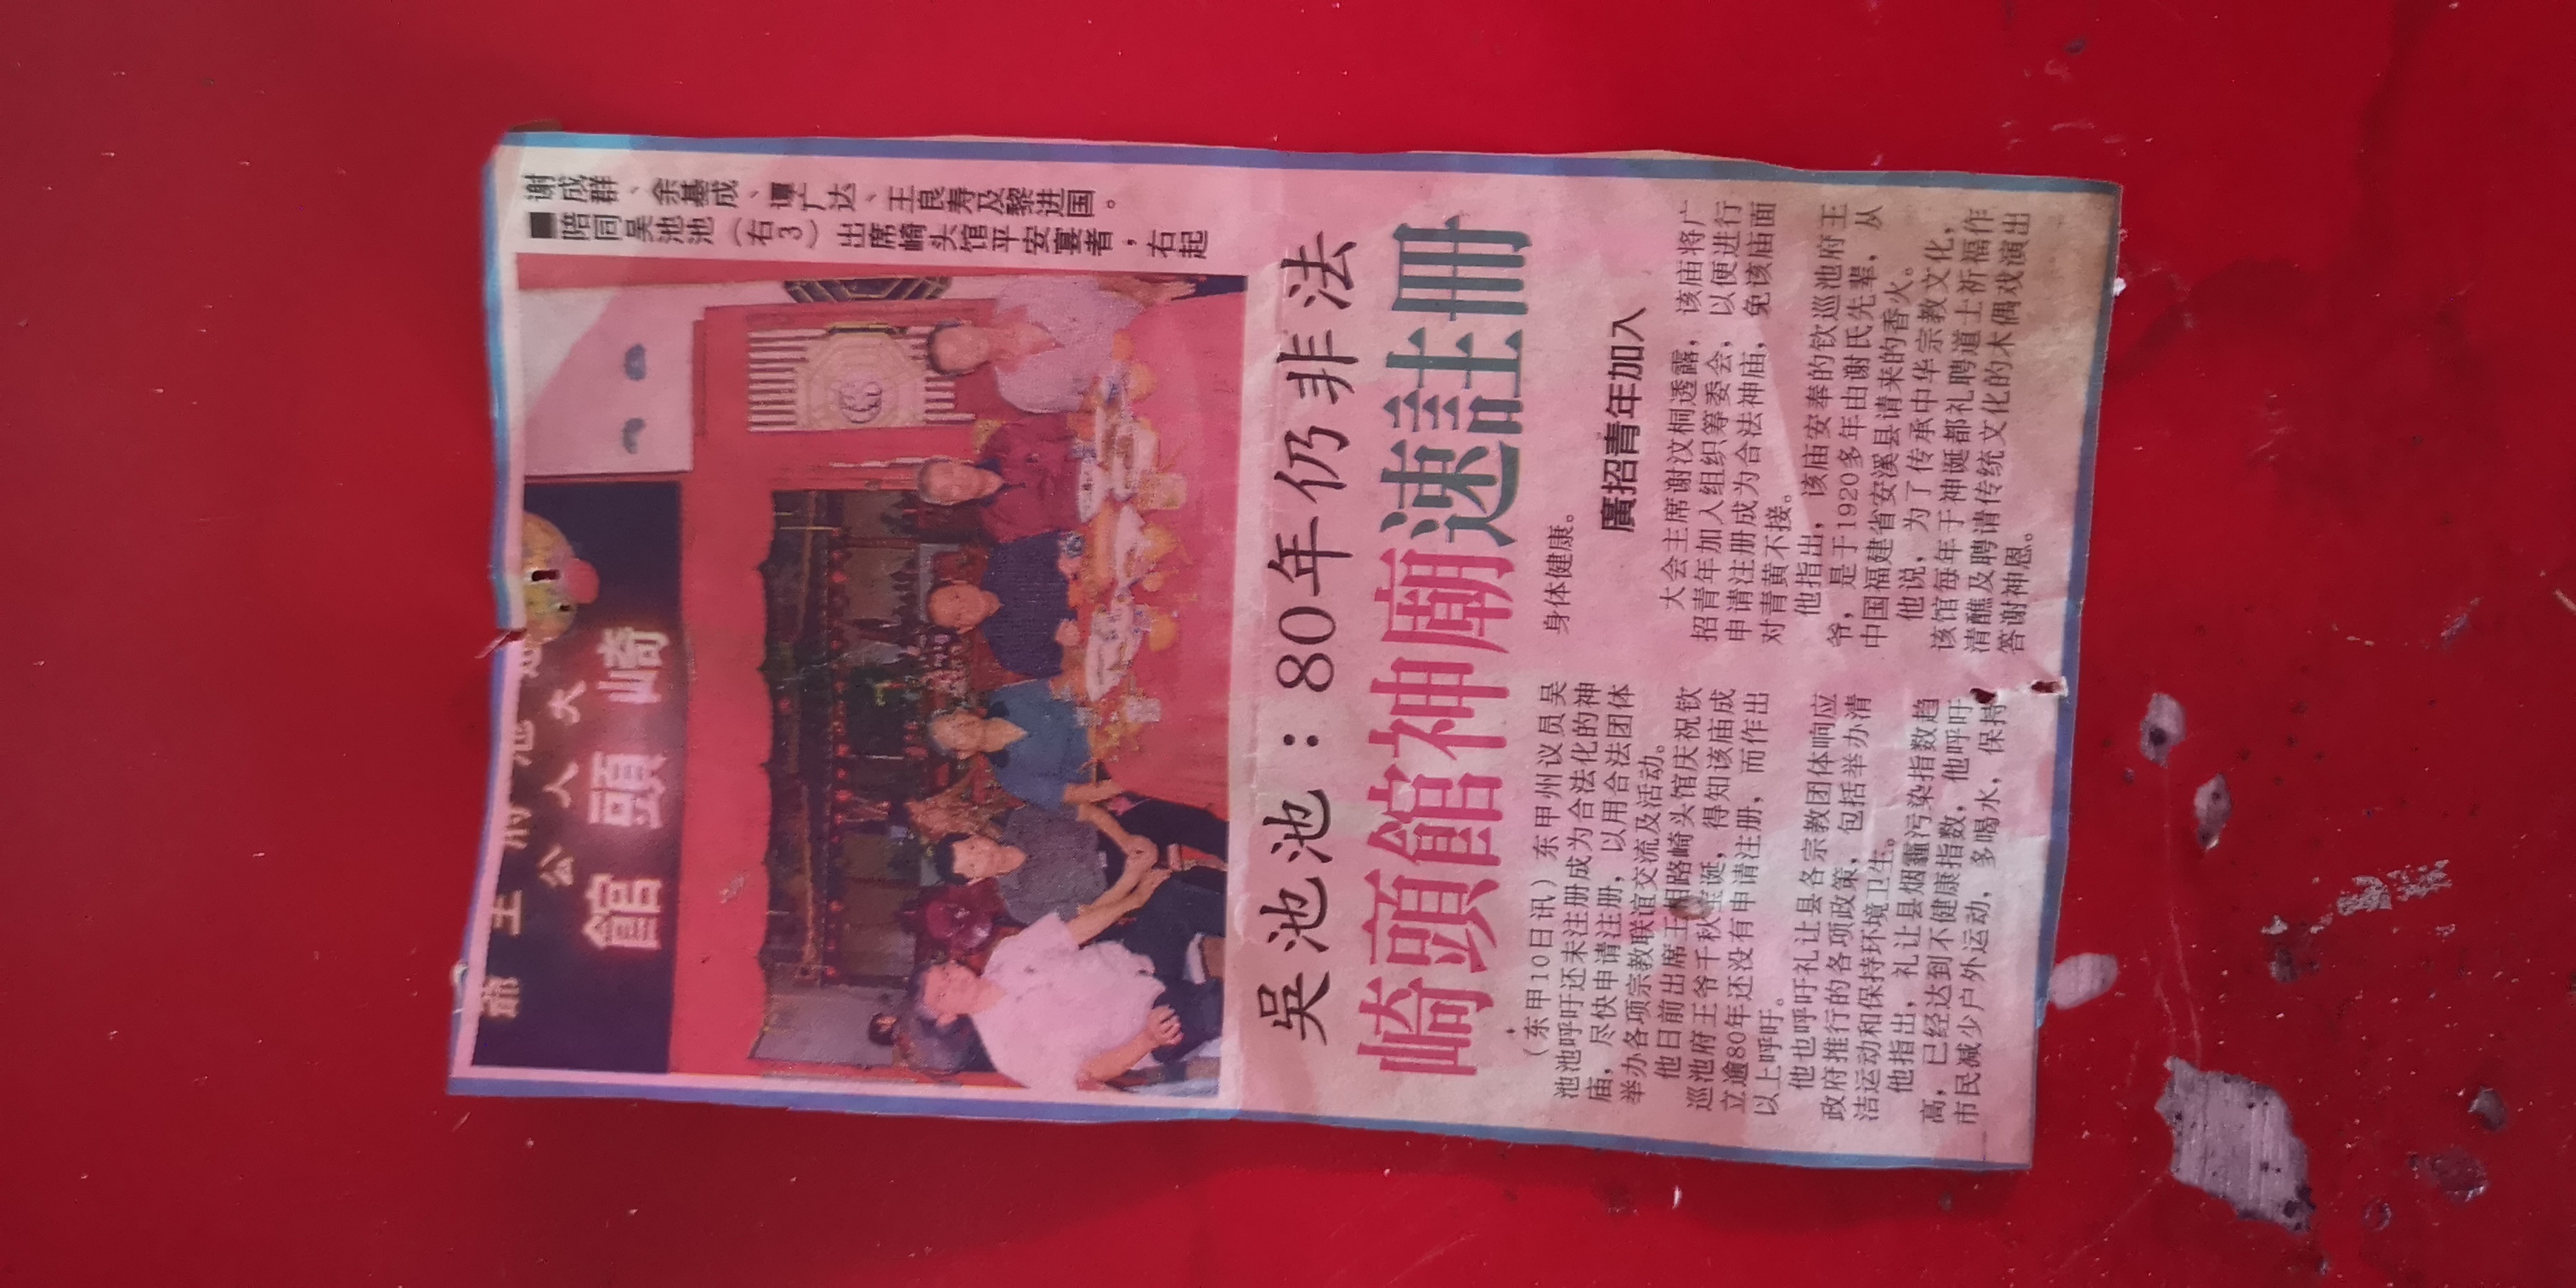 ■陪同吴池池（右3）出席崎头馆平安宴者，右起
谢成群、余基成、谭广达、王良寿及黎进国。
爺王府池巡
公人大
館頭崎
吳池池：80年仍非法
崎頭館神廟速註冊
（东甲10日讯）东甲州议员吴
池池呼吁还未注册成为合法化的神
庙，尽快申请注册，以用合法团体
举办各项宗教联谊交流及活动。
他日前出席王相路崎头馆庆祝钦
巡池府王爷千秋宝诞，得知该庙成
立逾80年还没有申请注册，而作出
以上呼吁。
他也呼吁礼让县各宗教团体响应
政府推行的各项政策，包括举办清
洁运动和保持环境卫生。
他指出，礼让县烟霾污染指数趋
高，已经达到不健康指数，他呼吁
市民减少户外运动，多喝水，保持
身体健康。
廣招青年加入
大会主席谢汶桐透露，该庙将广
招青年加入组织筹委会，以便进行
申请注册成为合法神庙，免该庙面
对青黄不接。
他指出，该庙安奉的钦巡池府王
爷，是于1920多年由谢氏先辈，从
中国福建省安溪县请来的香火。
他说，为了传承中华宗教文化，
该馆每年于神诞都礼聘道士祈福作
清醮及聘请传统文化的木偶戏演出
答谢神恩。